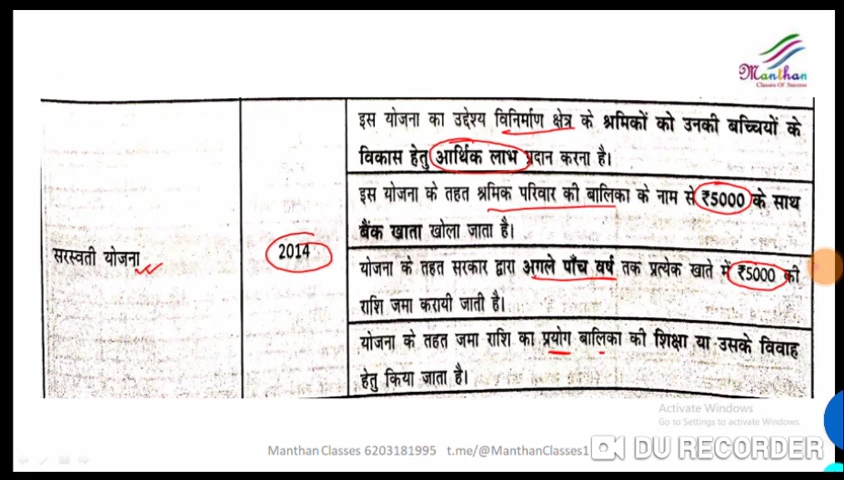 Manthan
Classes Of Success
इस योजना का उद्देश्य विनिर्माण क्षेत्र के श्रमिकों को उनकी बच्चियों के
विकास हेतु आर्थिक लाभ प्रदान करना है।
इस योजना के तहत श्रमिक परिवार की बालिका के नाम से ₹5000 के साथ
बैंक खाता खोला जाता है।
सरस्वती योजना
2014
योजना के तहत सरकार द्वारा अगले पाँच वर्ष तक प्रत्येक खाते में ₹5000 की
राशि जमा करायी जाती है।
योजना के तहत जमा राशि का प्रयोग बालिका की शिक्षा या उसके विवाह
हेतु किया जाता है।
Activate Windows
Go to Settings to activate Windows.
Manthan Classes 6203181995 t.me/@ManthanClasses1
DU RECORDER